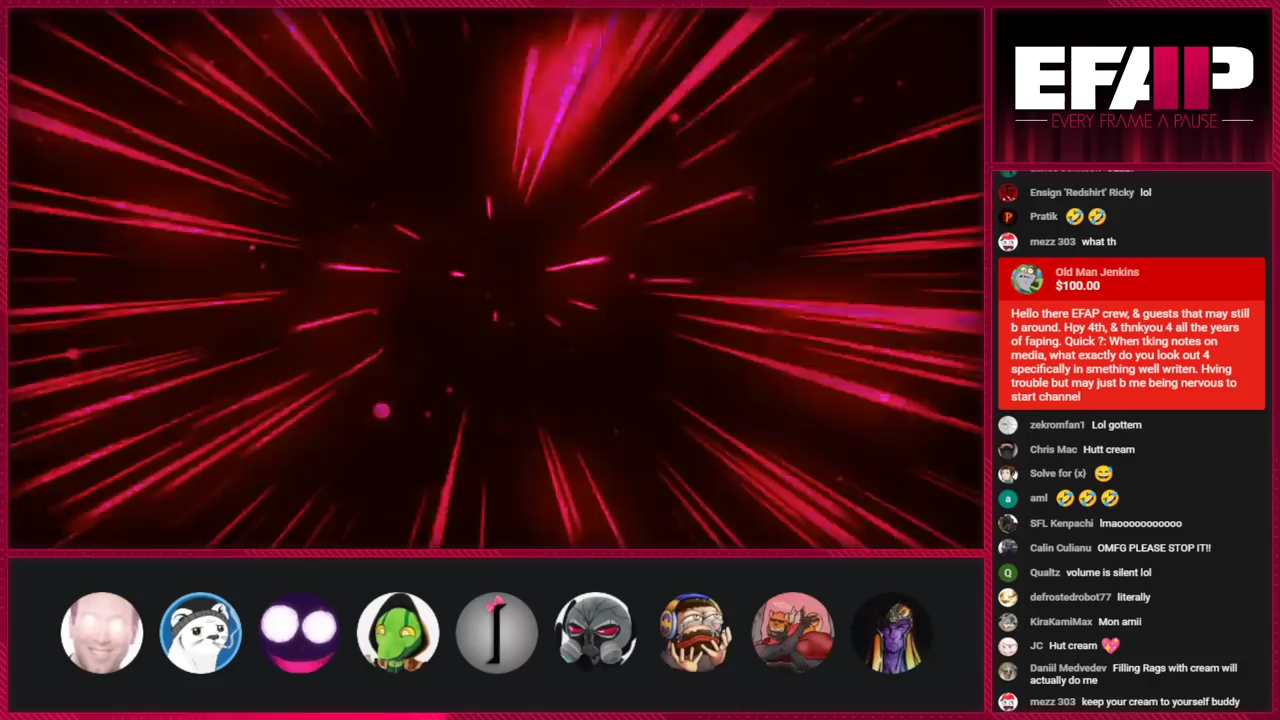 EFAP
EVERY FRAME A PAUSE
Ensign 'Redshirt' Ricky lol
Pratik 🤣 🤣
mezz 303 what th
Old Man Jenkins
$100.00
Hello there EFAP crew, & guests that may still
b around. Hpy 4th, & thnkyou 4 all the years
of faping. Quick ?: When tking notes on
media, what exactly do you look out 4
specifically in smething well writen. Hving
trouble but may just b me being nervous to
start channel
zekromfan1 Lol gottem
Chris Mac Hutt cream
Solve for {x} 😅
a aml 🤣 🤣 🤣
SFL Kenpachi lmaooooooooooo
Calin Culianu OMFG PLEASE STOP IT!!
Q Qualtz volume is silent lol
defrostedrobot77 literally
KiraKamiMax Mon amii
JC Hut cream 💖
Daniil Medvedev Filling Rags with cream will
actually do me
mezz 303 keep your cream to yourself buddy